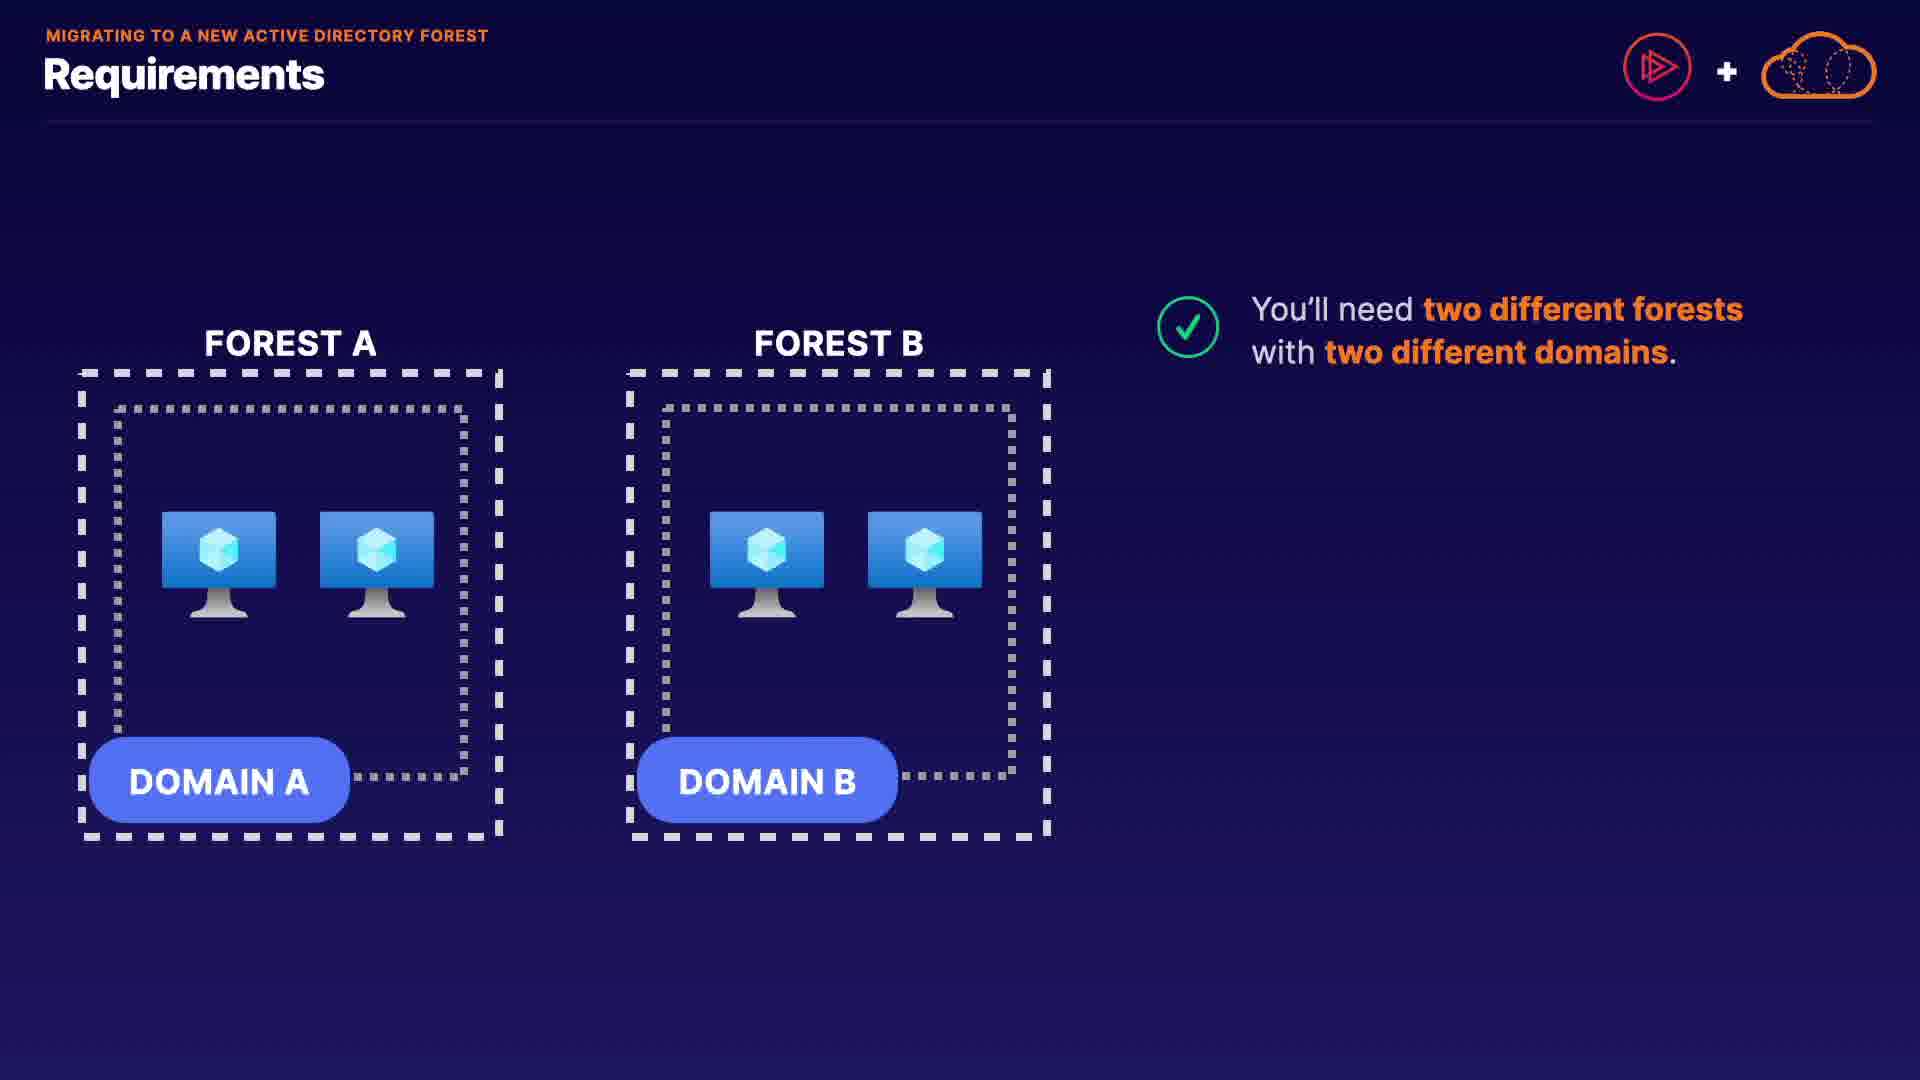 MIGRATING TO A NEW ACTIVE DIRECTORY FOREST
Requirements
FOREST A
FOREST B
DOMAIN A
DOMAIN B
You’ll need two different forests
with two different domains.